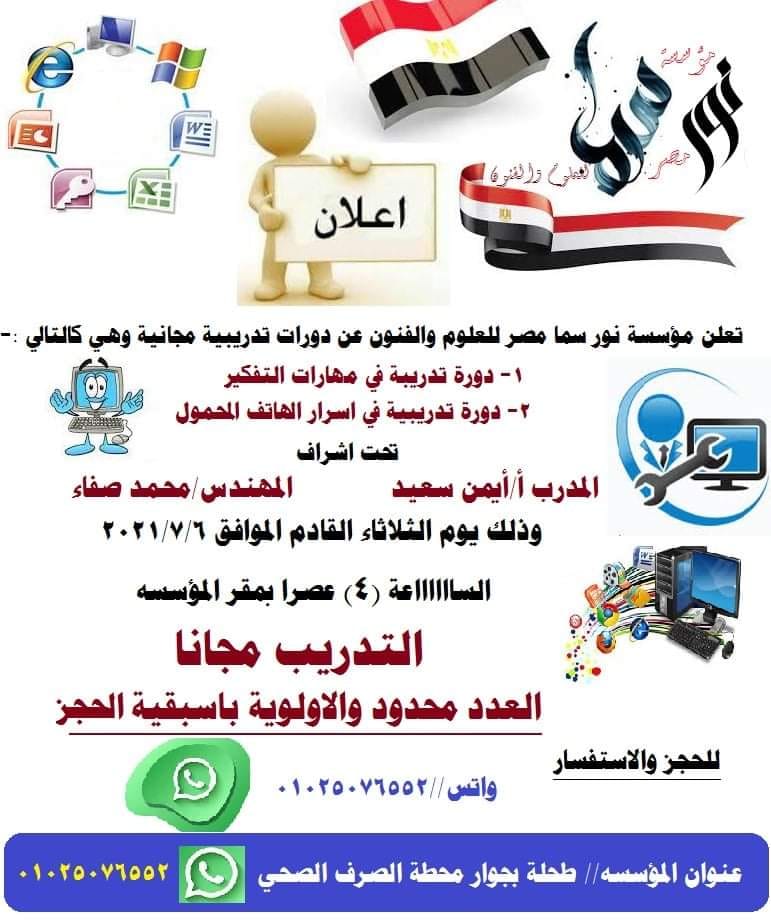 مؤسسة
نور سما
مصر
للعلوم والفنون
اعلان
تعلن مؤسسة نور سما مصر للعلوم والفنون عن دورات تدريبية مجانية وهي كالتالي :-
١- دورة تدريبة في مهارات التفكير
٢- دورة تدريبية في اسرار الهاتف المحمول
تحت اشراف
المدرب أ/أيمن سعيد المهندس/محمد صفاء
وذلك يوم الثلاثاء القادم الموافق ٢٠٢١/٧/٦
الساااااعة (٤) عصرا بمقر المؤسسه
التدريب مجانا
العدد محدود والاولوية باسبقية الحجز
للحجز والاستفسار
واتس//٠١٠٢٥٠٧٦٥٥٢
عنوان المؤسسه// طحلة بجوار محطة الصرف الصحي ٠١٠٢٥٠٧٦٥٥٢